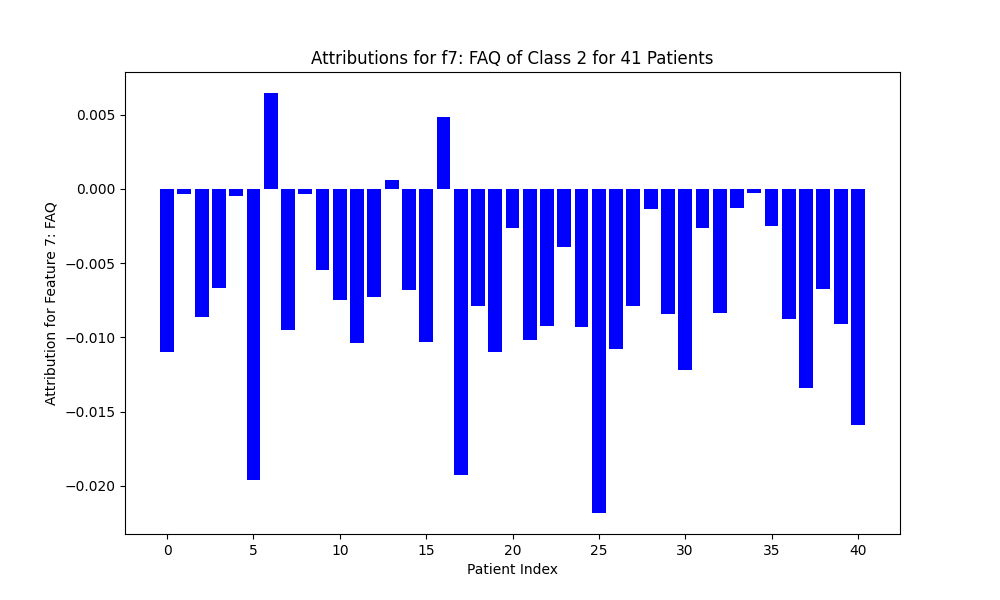 Attributions for f7: FAQ of Class 2 for 41 Patients
Attribution for Feature 7: FAQ
0.005
0.000
−0.005
−0.010
−0.015
−0.020
0 5 10 15 20 25 30 35 40
Patient Index